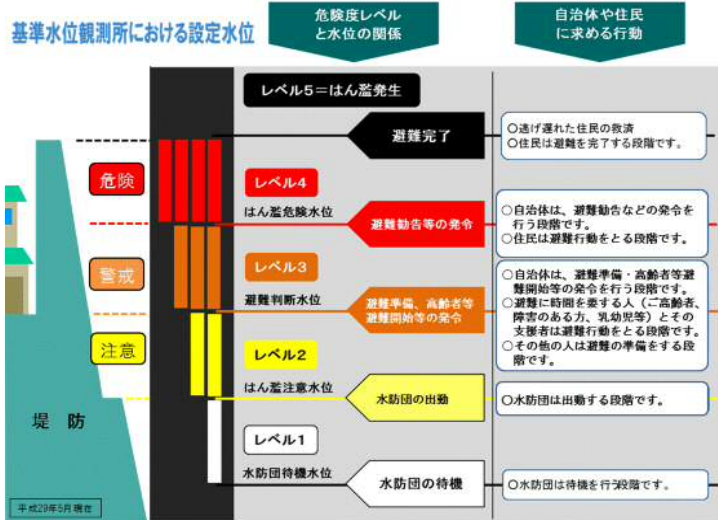 基準水位観測所における設定水位
危険度レベル
と水位の関係
自治体や住民
に求める行動
レベル5＝はん濫発生
避難完了
○逃げ遅れた住民の救済
○住民は避難を完了する段階です。
危険
レベル4
はん濫危険水位
避難勧告等の発令
○自治体は、避難勧告などの発令を
行う段階です。
○住民は避難行動をとる段階です。
警戒
レベル3
避難判断水位
避難準備、高齢者等
避難開始等の発令
○自治体は、避難準備・高齢者等避
難開始等の発令を行う段階です。
○避難に時間を要する人（ご高齢者、
障害のある方、乳幼児等）とその
支援者は避難行動をとる段階です。
○その他の人は避難の準備をする段
階です。
注意
レベル2
はん濫注意水位
水防団の出動
○水防団は出動する段階です。
堤 防
レベル1
水防団待機水位
水防団の待機
○水防団は待機を行う段階です。
平成29年5月現在